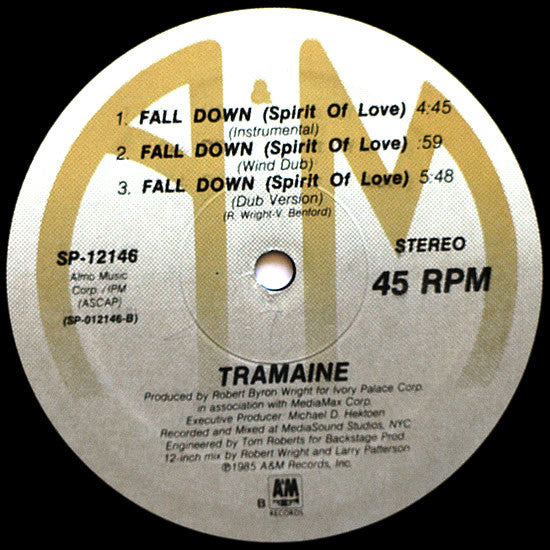 1. FALL DOWN (Spirit Of Love) 4:45
(Instrumental)
2. FALL DOWN (Spirit Of Love) :59
(Wind Dub)
3. FALL DOWN (Spirit Of Love) 5:48
(Dub Version)
(R. Wright-V. Benford)
SP-12146
Almo Music
Corp./IPM
(ASCAP)
(SP-012146-B)
STEREO
45 RPM
TRAMAINE
Produced by Robert Byron Wright for Ivory Palace Corp.
in association with MediaMax Corp.
Executive Producer: Michael D. Hektoen
Recorded and Mixed at MediaSound Studios, NYC
Engineered by Tom Roberts for Backstage Prod.
12-inch mix by Robert Wright and Larry Patterson
℗1985 A&M Records, Inc.
B
A&M
RECORDS
A&M